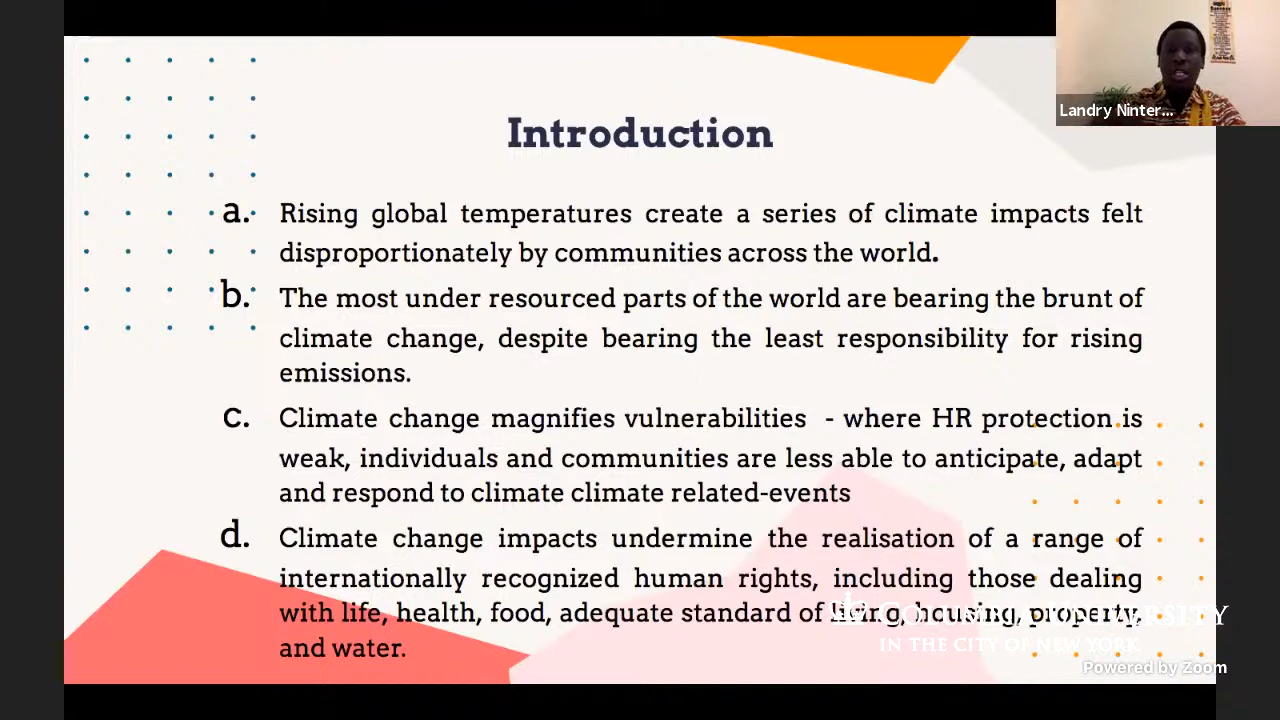 Introduction
Landry Ninter...
a. Rising global temperatures create a series of climate impacts felt
disproportionately by communities across the world.
b. The most under resourced parts of the world are bearing the brunt of
climate change, despite bearing the least responsibility for rising
emissions.
c. Climate change magnifies vulnerabilities - where HR protection is
weak, individuals and communities are less able to anticipate, adapt
and respond to climate climate related-events
d. Climate change impacts undermine the realisation of a range of
internationally recognized human rights, including those dealing
with life, health, food, adequate standard of living, housing, property
and water.
COLUMBIA UNIVERSITY
IN THE CITY OF NEW YORK
Powered by Zoom